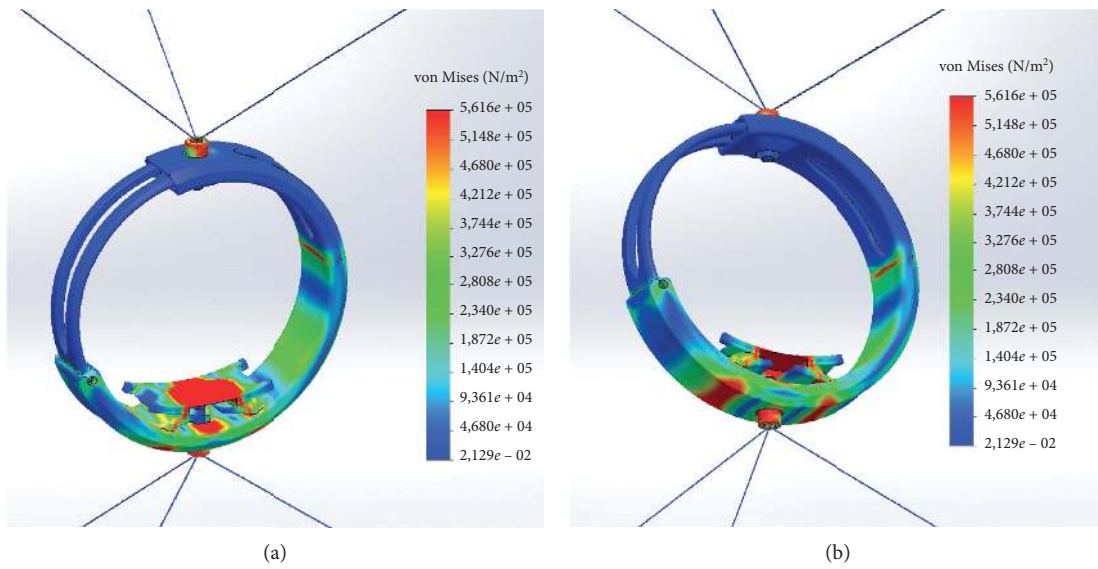 von Mises (N/m²)
5,616e + 05
5,148e + 05
4,680e + 05
4,212e + 05
3,744e + 05
3,276e + 05
2,808e + 05
2,340e + 05
1,872e + 05
1,404e + 05
9,361e + 04
4,680e + 04
2,129e – 02
(a)
von Mises (N/m²)
5,616e + 05
5,148e + 05
4,680e + 05
4,212e + 05
3,744e + 05
3,276e + 05
2,808e + 05
2,340e + 05
1,872e + 05
1,404e + 05
9,361e + 04
4,680e + 04
2,129e – 02
(b)